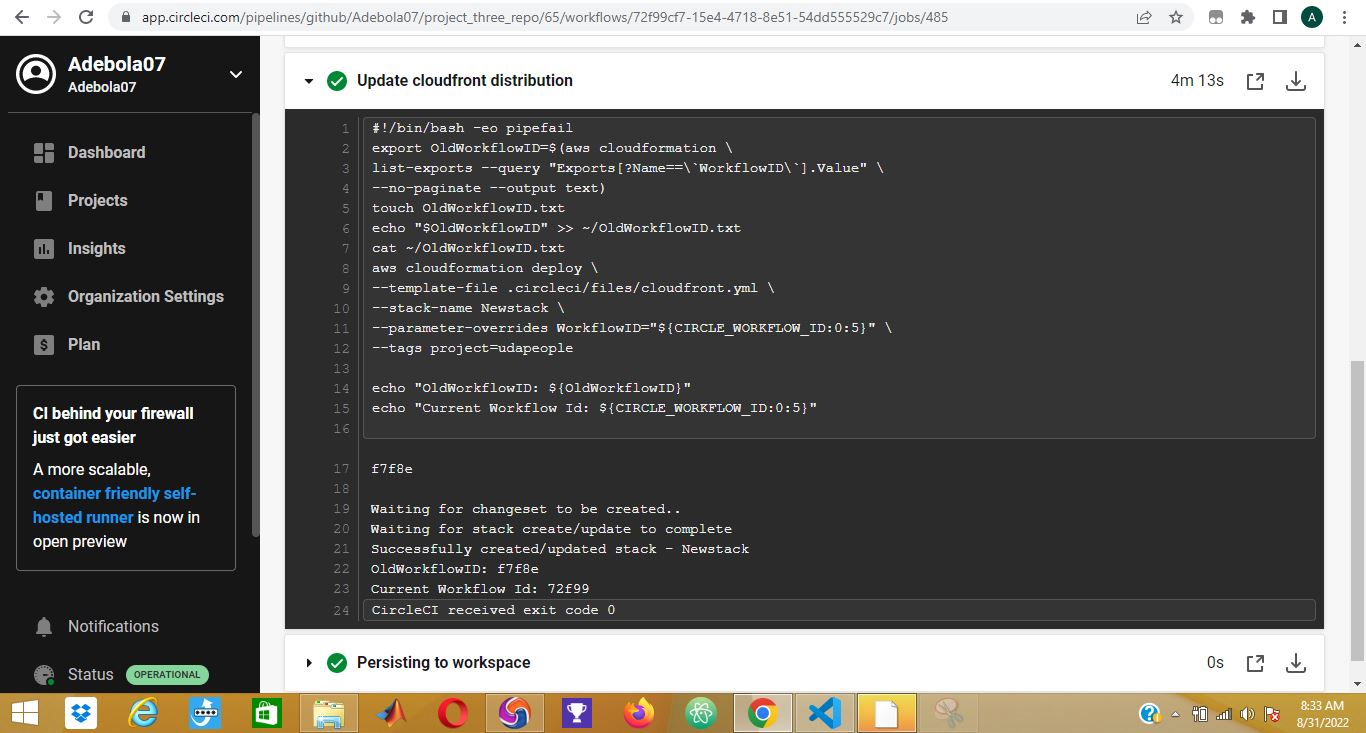 app.circleci.com/pipelines/github/Adebola07/project_three_repo/65/workflows/72f99cf7-15e4-4718-8e51-54dd555529c7/jobs/485
A
Adebola07
Adebola07
Dashboard
Projects
Insights
Organization Settings
Plan
CI behind your firewall
just got easier
A more scalable,
container friendly self-
hosted runner is now in
open preview
Notifications
Status OPERATIONAL
Update cloudfront distribution 4m 13s
1 #!/bin/bash -eo pipefail
2 export OldWorkflowID=$(aws cloudformation \
3 list-exports --query "Exports[?Name==\`WorkflowID\`].Value" \
4 --no-paginate --output text)
5 touch OldWorkflowID.txt
6 echo "$OldWorkflowID" >> ~/OldWorkflowID.txt
7 cat ~/OldWorkflowID.txt
8 aws cloudformation deploy \
9 --template-file .circleci/files/cloudfront.yml \
10 --stack-name Newstack \
11 --parameter-overrides WorkflowID="${CIRCLE_WORKFLOW_ID:0:5}" \
12 --tags project=udapeople
13
14 echo "OldWorkflowID: ${OldWorkflowID}"
15 echo "Current Workflow Id: ${CIRCLE_WORKFLOW_ID:0:5}"
16
17 f7f8e
18
19 Waiting for changeset to be created..
20 Waiting for stack create/update to complete
21 Successfully created/updated stack - Newstack
22 OldWorkflowID: f7f8e
23 Current Workflow Id: 72f99
24 CircleCI received exit code 0
Persisting to workspace 0s
8:33 AM
8/31/2022